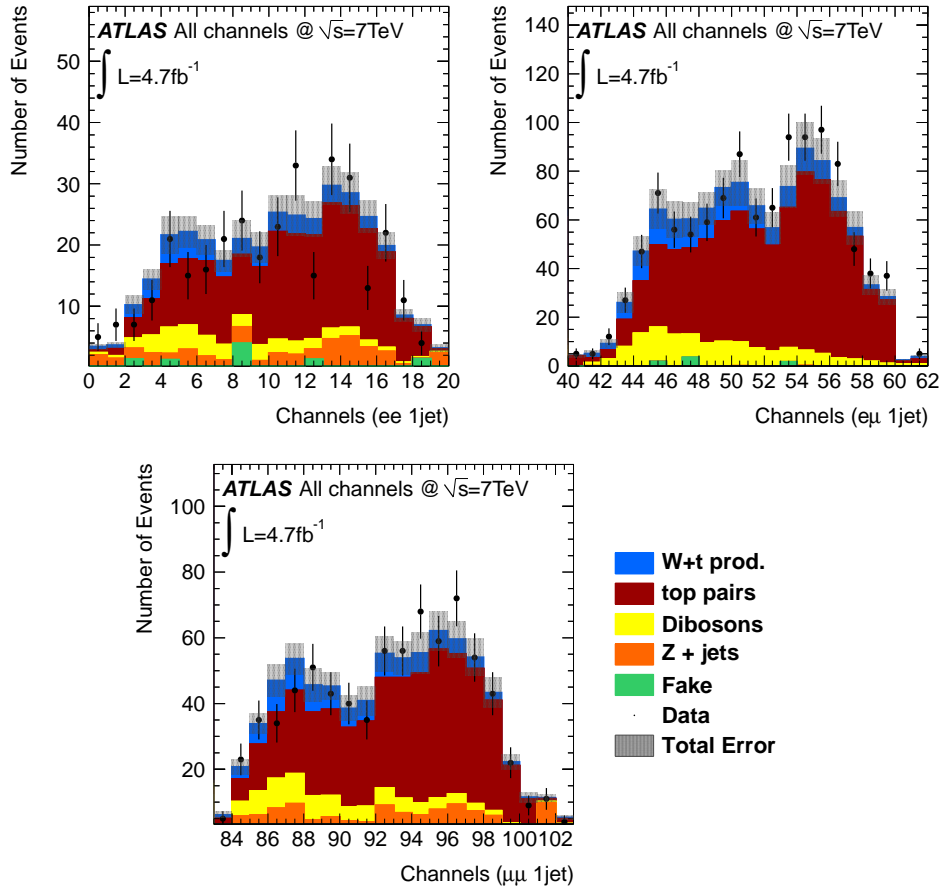 ATLAS All channels @ √s=7TeV
∫ L=4.7fb⁻¹
Number of Events
50
40
30
20
10
0 2 4 6 8 10 12 14 16 18 20
Channels (ee 1jet)
ATLAS All channels @ √s=7TeV
∫ L=4.7fb⁻¹
Number of Events
140
120
100
80
60
40
20
0
40 42 44 46 48 50 52 54 56 58 60 62
Channels (eμ 1jet)
ATLAS All channels @ √s=7TeV
∫ L=4.7fb⁻¹
Number of Events
100
80
60
40
20
84 86 88 90 92 94 96 98 100 102
Channels (μμ 1jet)
W+t prod.
top pairs
Dibosons
Z + jets
Fake
Data
Total Error